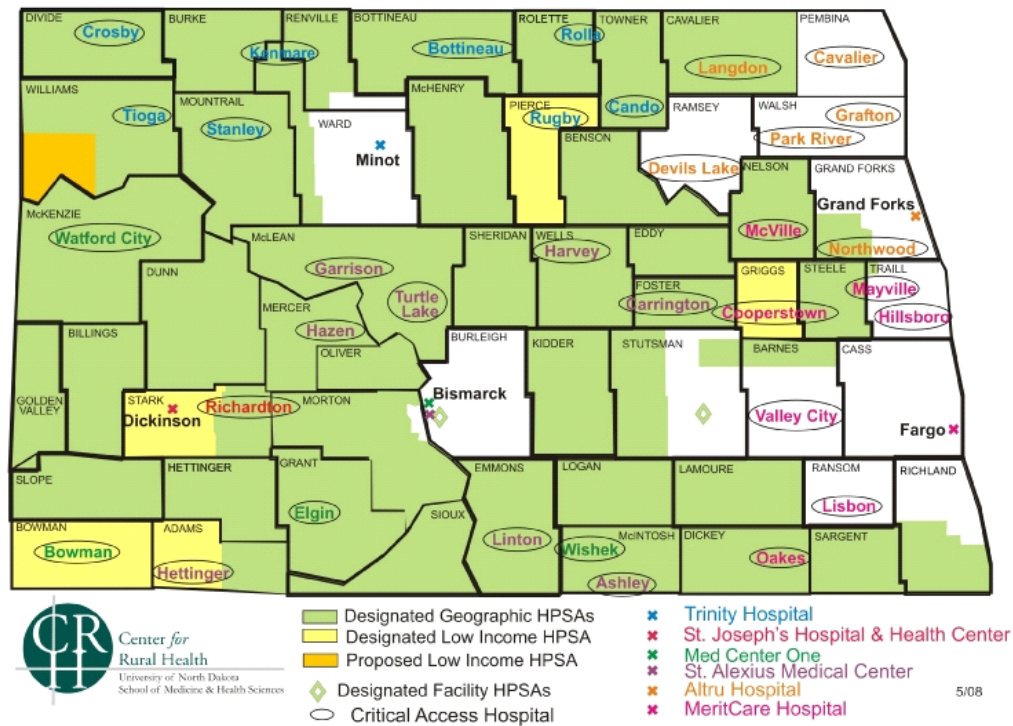 DIVIDE
BURKE
RENVILLE
BOTTINEAU
ROLETTE
TOWNER
CAVALIER
PEMBINA
Crosby
Kenmare
Bottineau
Rolla
Langdon
Cavalier
WILLIAMS
MOUNTRAIL
McHENRY
PIERCE
RAMSEY
WALSH
Tioga
Stanley
WARD
Rugby
Cando
Grafton
Minot
BENSON
Park River
Devils Lake
NELSON
GRAND FORKS
McKENZIE
Grand Forks
Watford City
McLEAN
SHERIDAN
WELLS
EDDY
McVille
Northwood
Harvey
DUNN
Garrison
GRIGGS
STEELE
TRAILL
MERCER
Turtle
Lake
FOSTER
Carrington
Mayville
Cooperstown
Hillsboro
BILLINGS
Hazen
OLIVER
BURLEIGH
KIDDER
STUTSMAN
BARNES
CASS
GOLDEN
VALLEY
STARK
Dickinson
Richardton
MORTON
Bismarck
Valley City
Fargo
SLOPE
HETTINGER
GRANT
EMMONS
LOGAN
LAMOURE
RANSOM
RICHLAND
Elgin
SIOUX
Lisbon
BOWMAN
ADAMS
Bowman
Hettinger
Linton
Wishek
McINTOSH
DICKEY
SARGENT
Ashley
Oakes
CRH
Center for
Rural Health
University of North Dakota
School of Medicine & Health Sciences
Designated Geographic HPSAs
Designated Low Income HPSA
Proposed Low Income HPSA
Designated Facility HPSAs
Critical Access Hospital
Trinity Hospital
St. Joseph's Hospital & Health Center
Med Center One
St. Alexius Medical Center
Altru Hospital
MeritCare Hospital
5/08